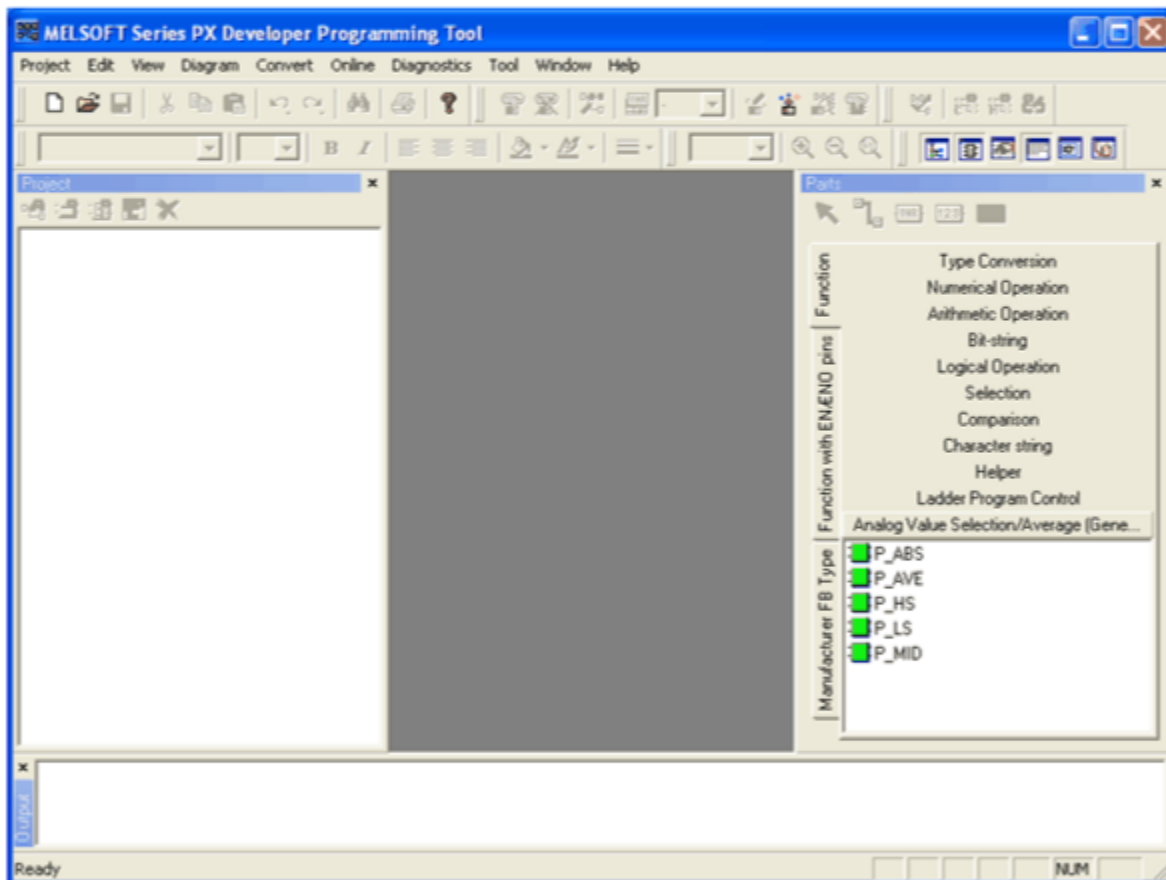 MELSOFT Series PX Developer Programming Tool
Project Edit View Diagram Convert Online Diagnostics Tool Window Help
B I
Project
Parts
Function
Function with EN/ENO pins
Manufacturer FB Type
Type Conversion
Numerical Operation
Arithmetic Operation
Bit-string
Logical Operation
Selection
Comparison
Character string
Helper
Ladder Program Control
Analog Value Selection/Average (Gene...
P_ABS
P_AVE
P_HS
P_LS
P_MID
Output
Ready
NUM